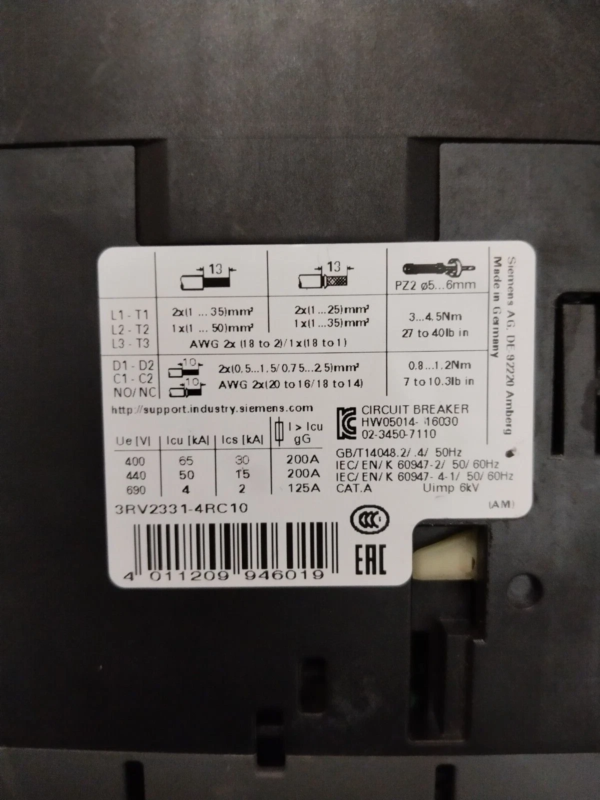 13
13
PZ2 ø5...6mm
L1 - T1
L2 - T2
L3 - T3
2x(1 ... 35)mm²
1x(1 ... 50)mm²
2x(1 ...25)mm²
1x(1 ...35)mm²
AWG 2x (18 to 2)/1x(18 to 1)
3...4.5Nm
27 to 40lb in
D1 - D2
C1 - C2
NO/NC
10
10
2x(0.5...1.5/0.75...2.5)mm²
AWG 2x(20 to 16/18 to 14)
0.8...1.2Nm
7 to 10.3lb in
http://support.industry.siemens.com
Ue [V] Icu [kA] Ics [kA] I > Icu gG
400 65 30 200A
440 50 15 200A
690 4 2 125A
CIRCUIT BREAKER
HW05014- 16030
02-3450-7110
GB/T14048.2/ .4/ 50Hz
IEC/EN/K 60947-2/ 50/60Hz
IEC/EN/K 60947-4-1/ 50/60Hz
CAT.A Uimp 6kV
3RV2331-4RC10
4 011209 946019
CCC
EAC
(AM)
Siemens AG, DE 92220 Amberg
Made in Germany